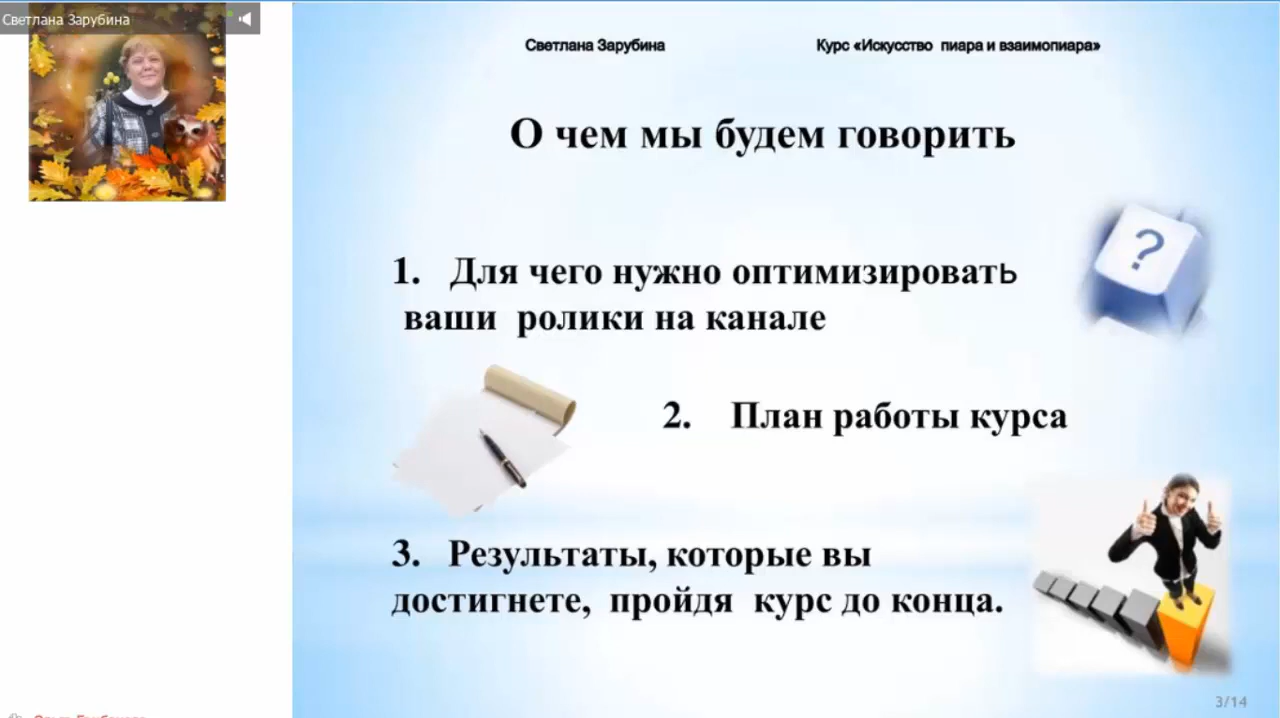 Светлана Зарубина
Светлана Зарубина Курс «Искусство пиара и взаимопиара»
О чем мы будем говорить
?
1. Для чего нужно оптимизировать
ваши ролики на канале
2. План работы курса
3. Результаты, которые вы
достигнете, пройдя курс до конца.
3/14